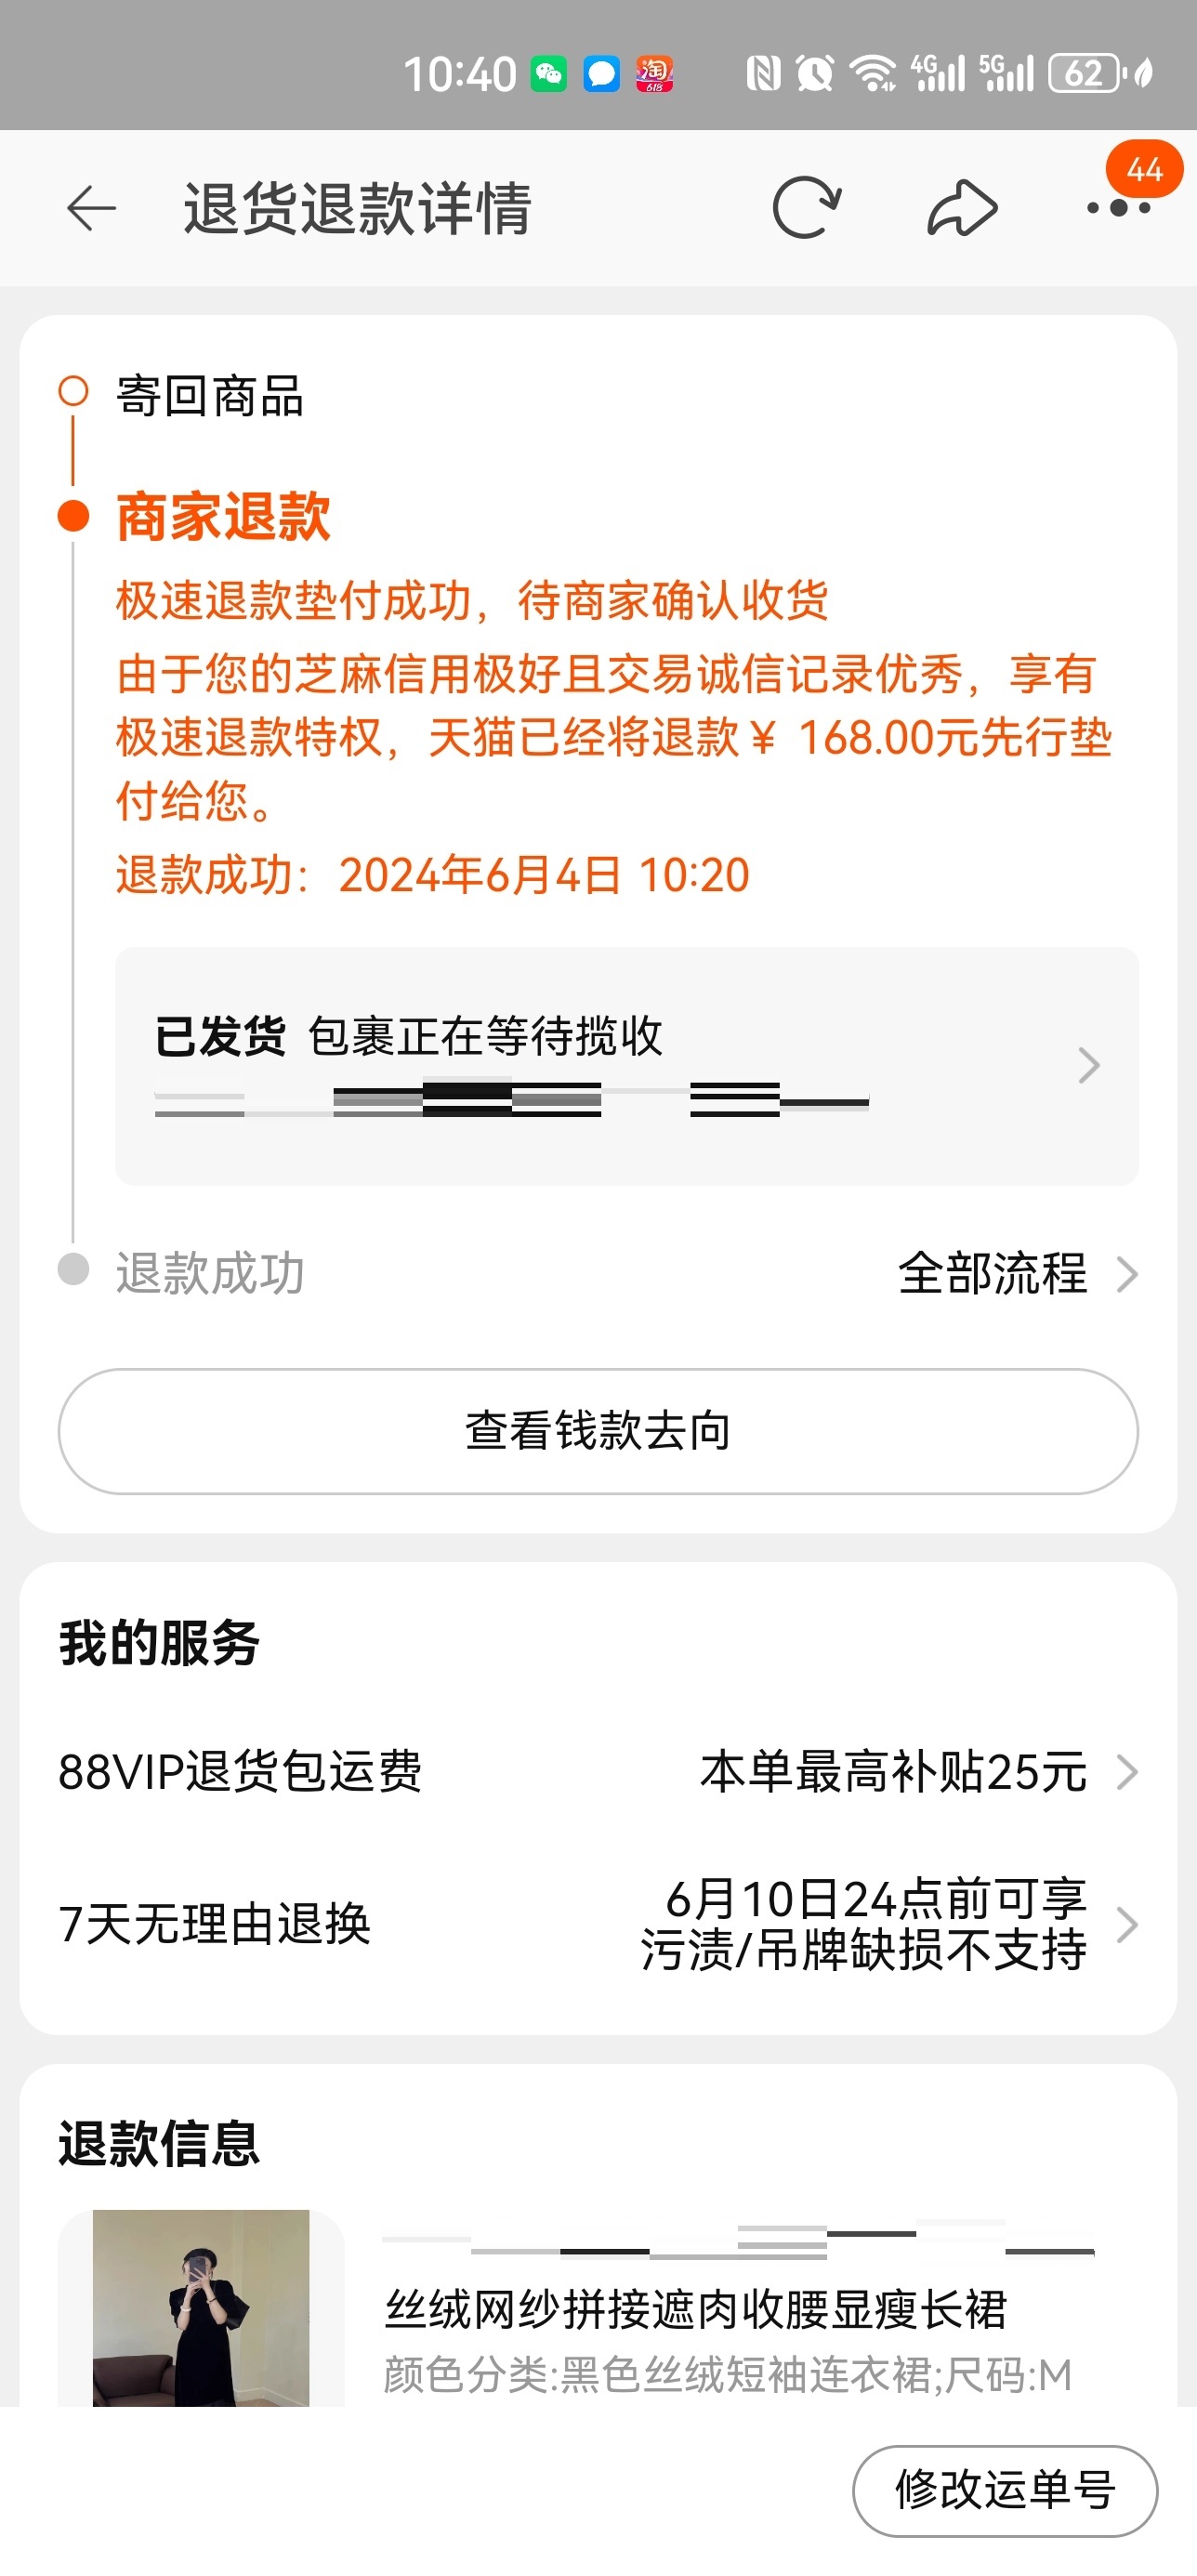 10:40
淘
618
4G
5G
62
44
退货退款详情
寄回商品
商家退款
极速退款垫付成功，待商家确认收货
由于您的芝麻信用极好且交易诚信记录优秀，享有
极速退款特权，天猫已经将退款￥ 168.00元先行垫
付给您。
退款成功：2024年6月4日 10:20
已发货 包裹正在等待揽收
退款成功
全部流程
查看钱款去向
我的服务
88VIP退货包运费
本单最高补贴25元
7天无理由退换
6月10日24点前可享
污渍/吊牌缺损不支持
退款信息
丝绒网纱拼接遮肉收腰显瘦长裙
颜色分类:黑色丝绒短袖连衣裙;尺码:M
修改运单号